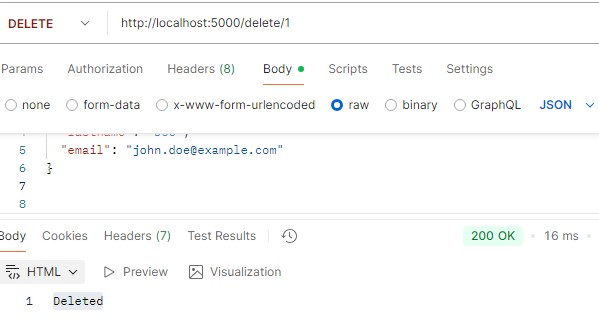 DELETE http://localhost:5000/delete/1
Params Authorization Headers (8) Body Scripts Tests Settings
none form-data x-www-form-urlencoded raw binary GraphQL JSON
5 "email": "john.doe@example.com"
6 }
7
8
Body Cookies Headers (7) Test Results 200 OK • 16 ms •
HTML Preview Visualization
1 Deleted